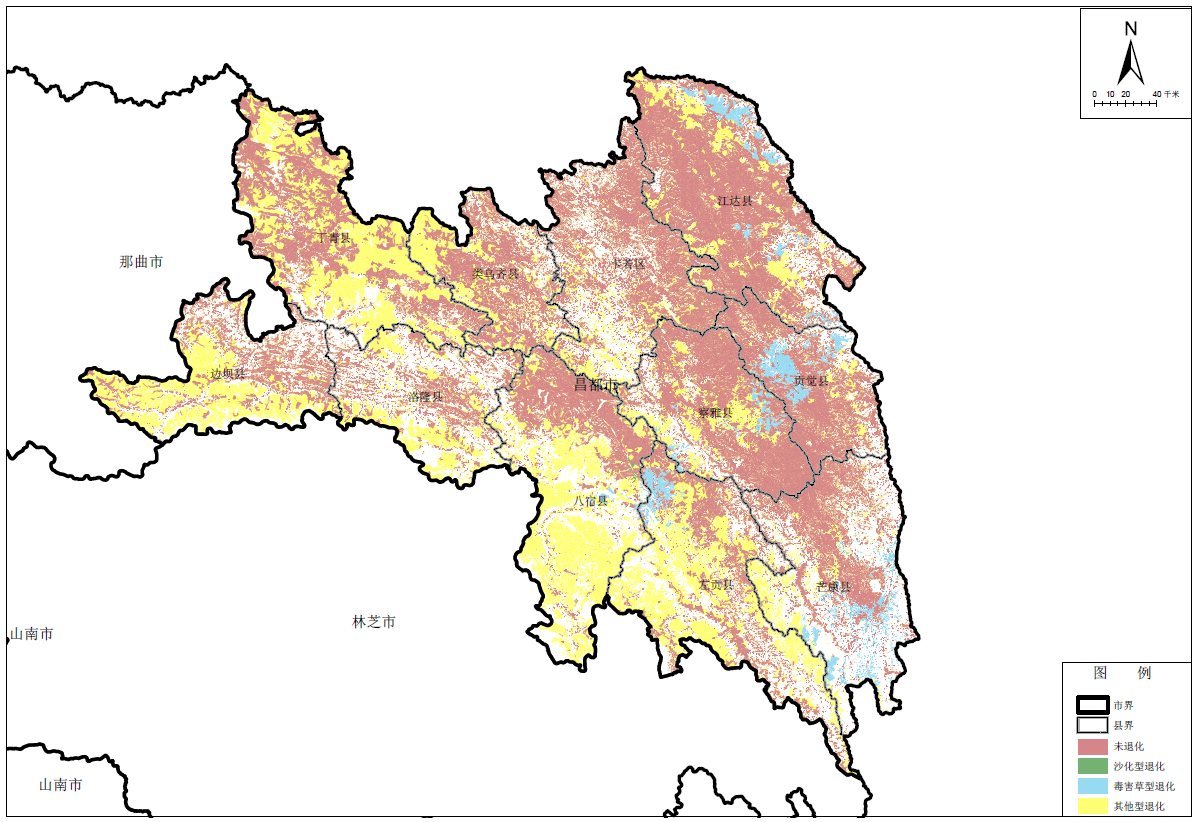 N
0 10 20 40 千米
江达县
丁青县
那曲市
类乌齐县
卡若区
边坝县
洛隆县
昌都市
贡觉县
察雅县
八宿县
左贡县
芒康县
林芝市
山南市
山南市
图 例
市界
县界
未退化
沙化型退化
毒害草型退化
其他型退化